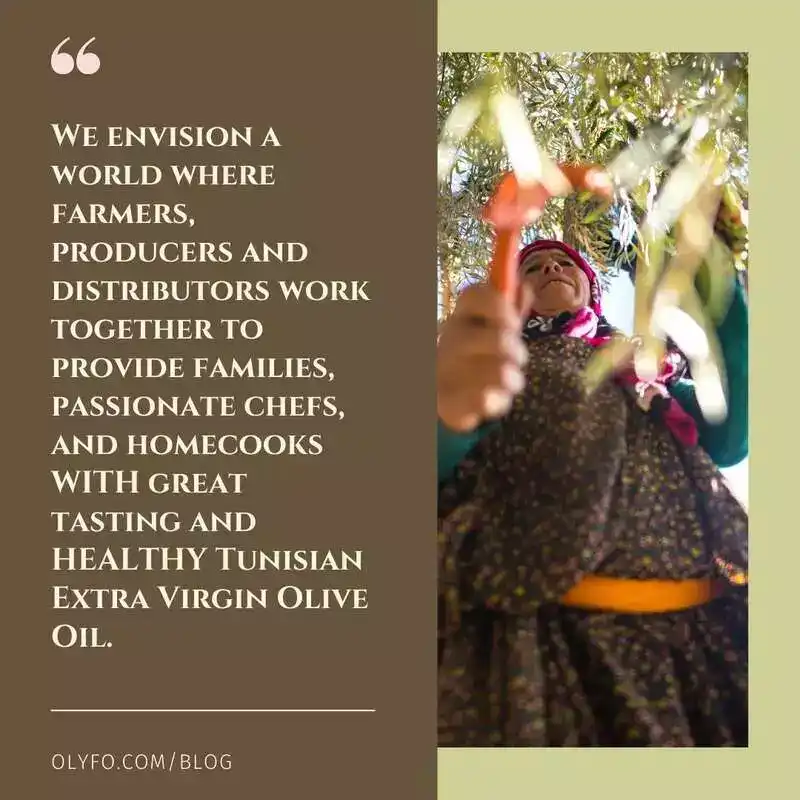 “
We envision a
world where
farmers,
producers and
distributors work
together to
provide families,
passionate chefs,
and homecooks
WITH great
tasting and
HEALTHY Tunisian
Extra Virgin Olive
Oil.
OLYFO.COM/BLOG